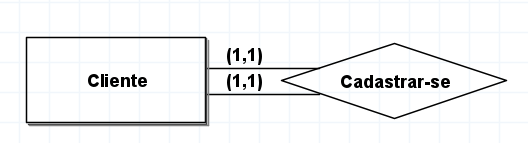 (1,1)
Cliente
(1,1)
Cadastrar-se